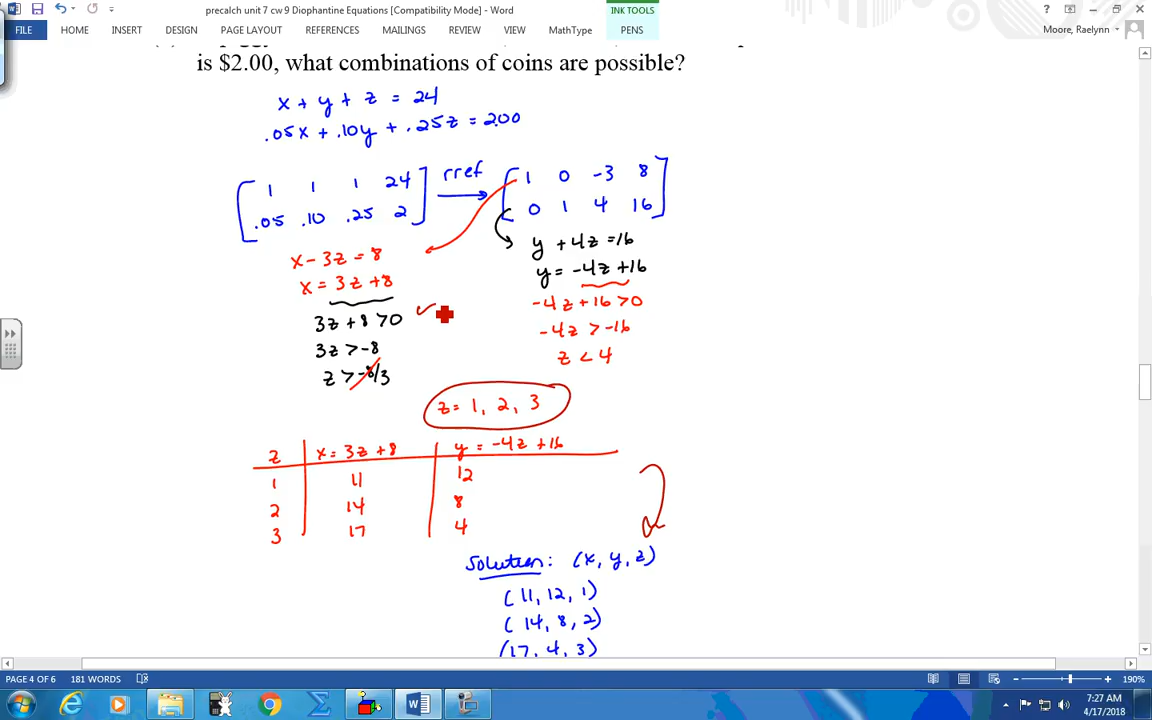 precalch unit 7 cw 9 Diophantine Equations [Compatibility Mode] - Word
INK TOOLS
FILE HOME INSERT DESIGN PAGE LAYOUT REFERENCES MAILINGS REVIEW VIEW MathType PENS
Moore, Raelynn
is $2.00, what combinations of coins are possible?
x + y + z = 24
.05x + .10y + .25z = 2.00
[1 1 1 24 rref [1 0 -3 8
.05 .10 .25 2] 0 1 4 16]
x - 3z = 8
x = 3z + 8
y + 4z = 16
y = -4z + 16
3z + 8 > 0
3z > -8
z > -8/3
-4z + 16 > 0
-4z > -16
z < 4
z = 1, 2, 3
z x = 3z + 8 y = -4z + 16
1 11 12
2 14 8
3 17 4
Solution: (x, y, z)
(11, 12, 1)
(14, 8, 2)
(17, 4, 3)
PAGE 4 OF 6 181 WORDS
190%
7:27 AM
4/17/2018